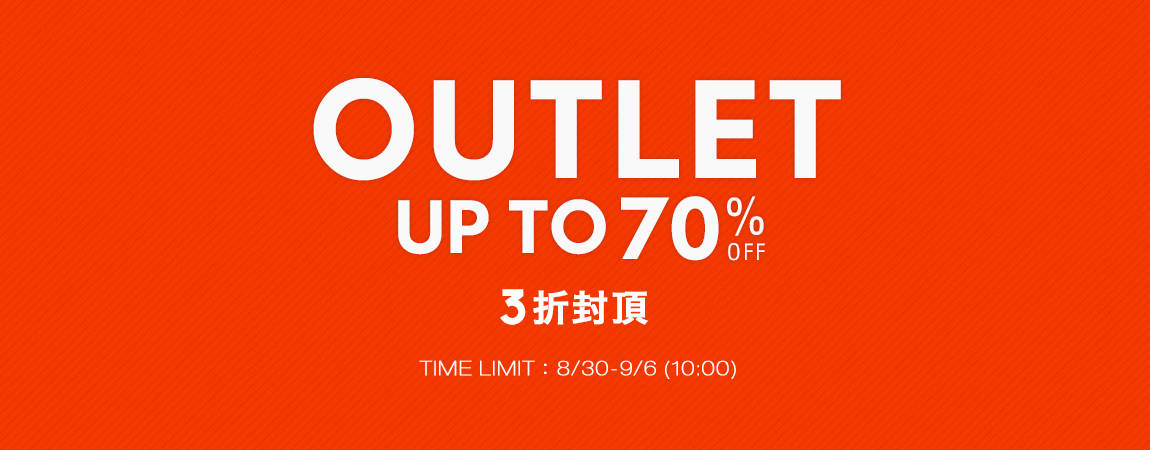 OUTLET
UP TO 70% OFF
3折封頂
TIME LIMIT：8/30-9/6 (10:00)